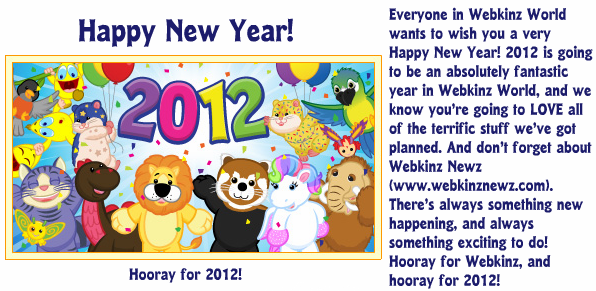 Happy New Year!
2012
Hooray for 2012!
Everyone in Webkinz World
wants to wish you a very
Happy New Year! 2012 is going
to be an absolutely fantastic
year in Webkinz World, and we
know you're going to LOVE all
of the terrific stuff we've got
planned. And don't forget about
Webkinz Newz
(www.webkinznewz.com).
There's always something new
happening, and always
something exciting to do!
Hooray for Webkinz, and
hooray for 2012!